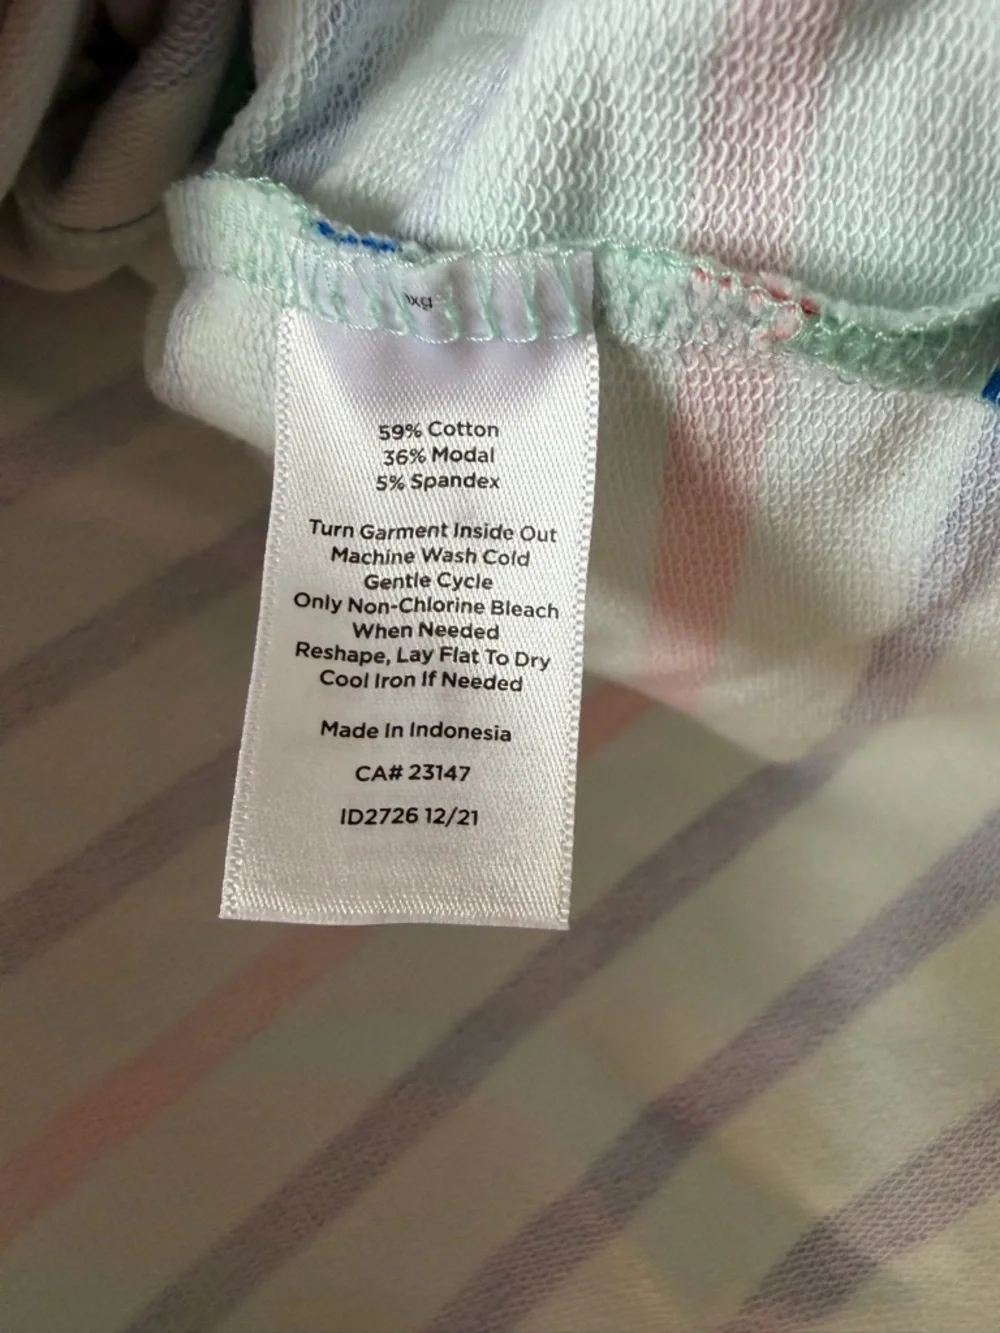 59% Cotton
36% Modal
5% Spandex
Turn Garment Inside Out
Machine Wash Cold
Gentle Cycle
Only Non-Chlorine Bleach
When Needed
Reshape, Lay Flat To Dry
Cool Iron If Needed
Made In Indonesia
CA# 23147
ID2726 12/21